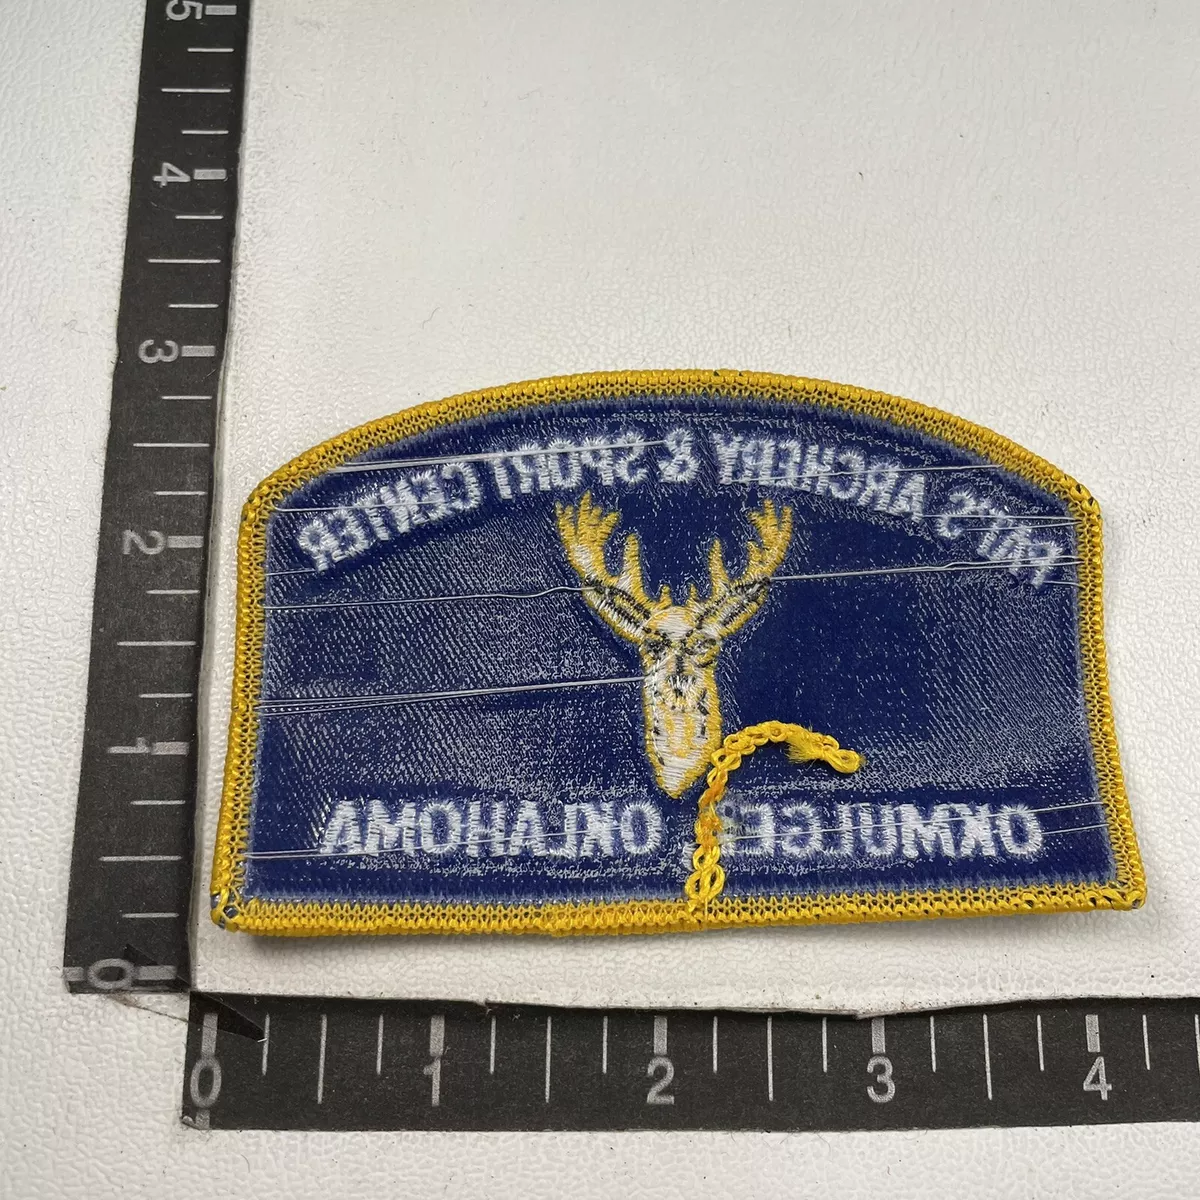 PAT'S ARCHERY & SPORT CENTER
OKMULGEE, OKLAHOMA
5
4
3
2
1
0
0 1 2 3 4